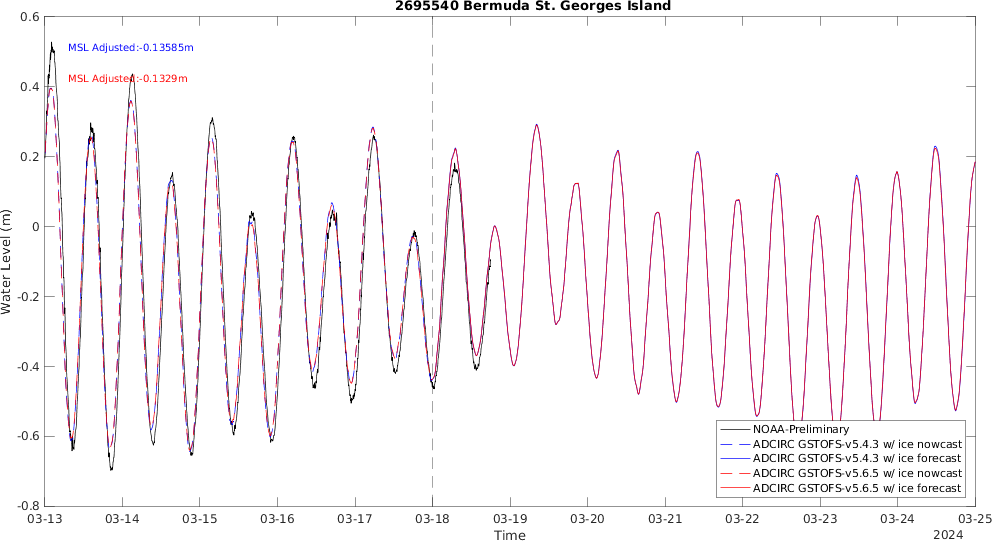 2695540 Bermuda St. Georges Island
MSL Adjusted:-0.13585m
MSL Adjusted:-0.1329m
Water Level (m)
0.6
0.4
0.2
0
-0.2
-0.4
-0.6
-0.8
NOAA-Preliminary
ADCIRC GSTOFS-v5.4.3 w/ ice nowcast
ADCIRC GSTOFS-v5.4.3 w/ ice forecast
ADCIRC GSTOFS-v5.6.5 w/ ice nowcast
ADCIRC GSTOFS-v5.6.5 w/ ice forecast
03-13 03-14 03-15 03-16 03-17 03-18 03-19 03-20 03-21 03-22 03-23 03-24 03-25
Time
2024